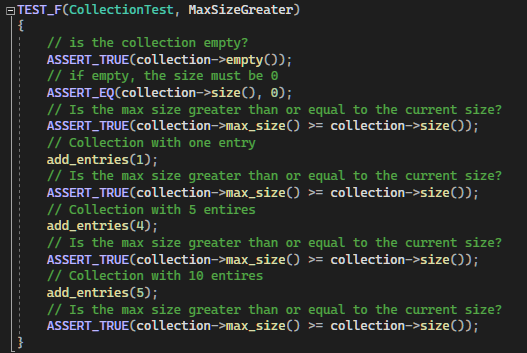 TEST_F(CollectionTest, MaxSizeGreater)
{
    // is the collection empty?
    ASSERT_TRUE(collection->empty());
    // if empty, the size must be 0
    ASSERT_EQ(collection->size(), 0);
    // Is the max size greater than or equal to the current size?
    ASSERT_TRUE(collection->max_size() >= collection->size());
    // Collection with one entry
    add_entries(1);
    // Is the max size greater than or equal to the current size?
    ASSERT_TRUE(collection->max_size() >= collection->size());
    // Collection with 5 entires
    add_entries(4);
    // Is the max size greater than or equal to the current size?
    ASSERT_TRUE(collection->max_size() >= collection->size());
    // Collection with 10 entires
    add_entries(5);
    // Is the max size greater than or equal to the current size?
    ASSERT_TRUE(collection->max_size() >= collection->size());
}